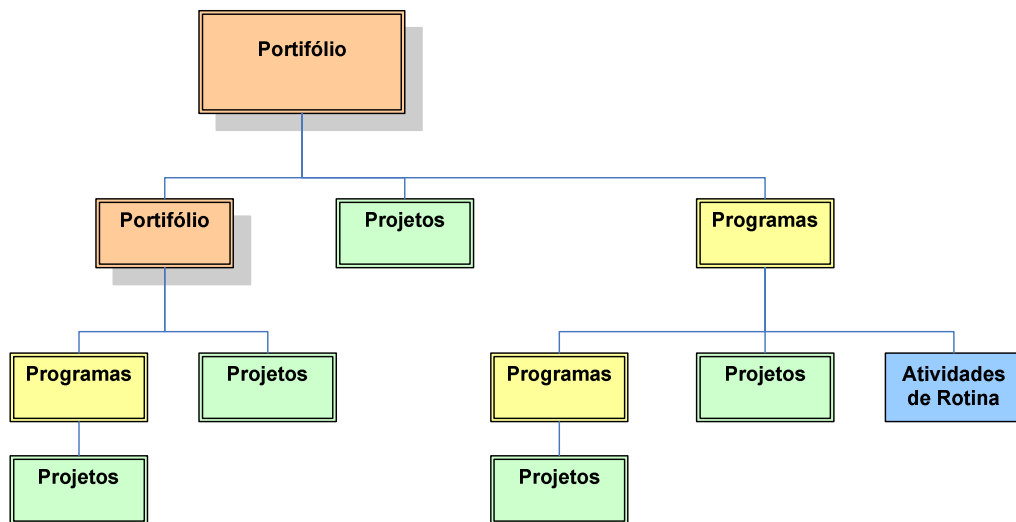 Portifólio
Portifólio
Projetos
Programas
Programas
Projetos
Programas
Projetos
Atividades
de Rotina
Projetos
Projetos